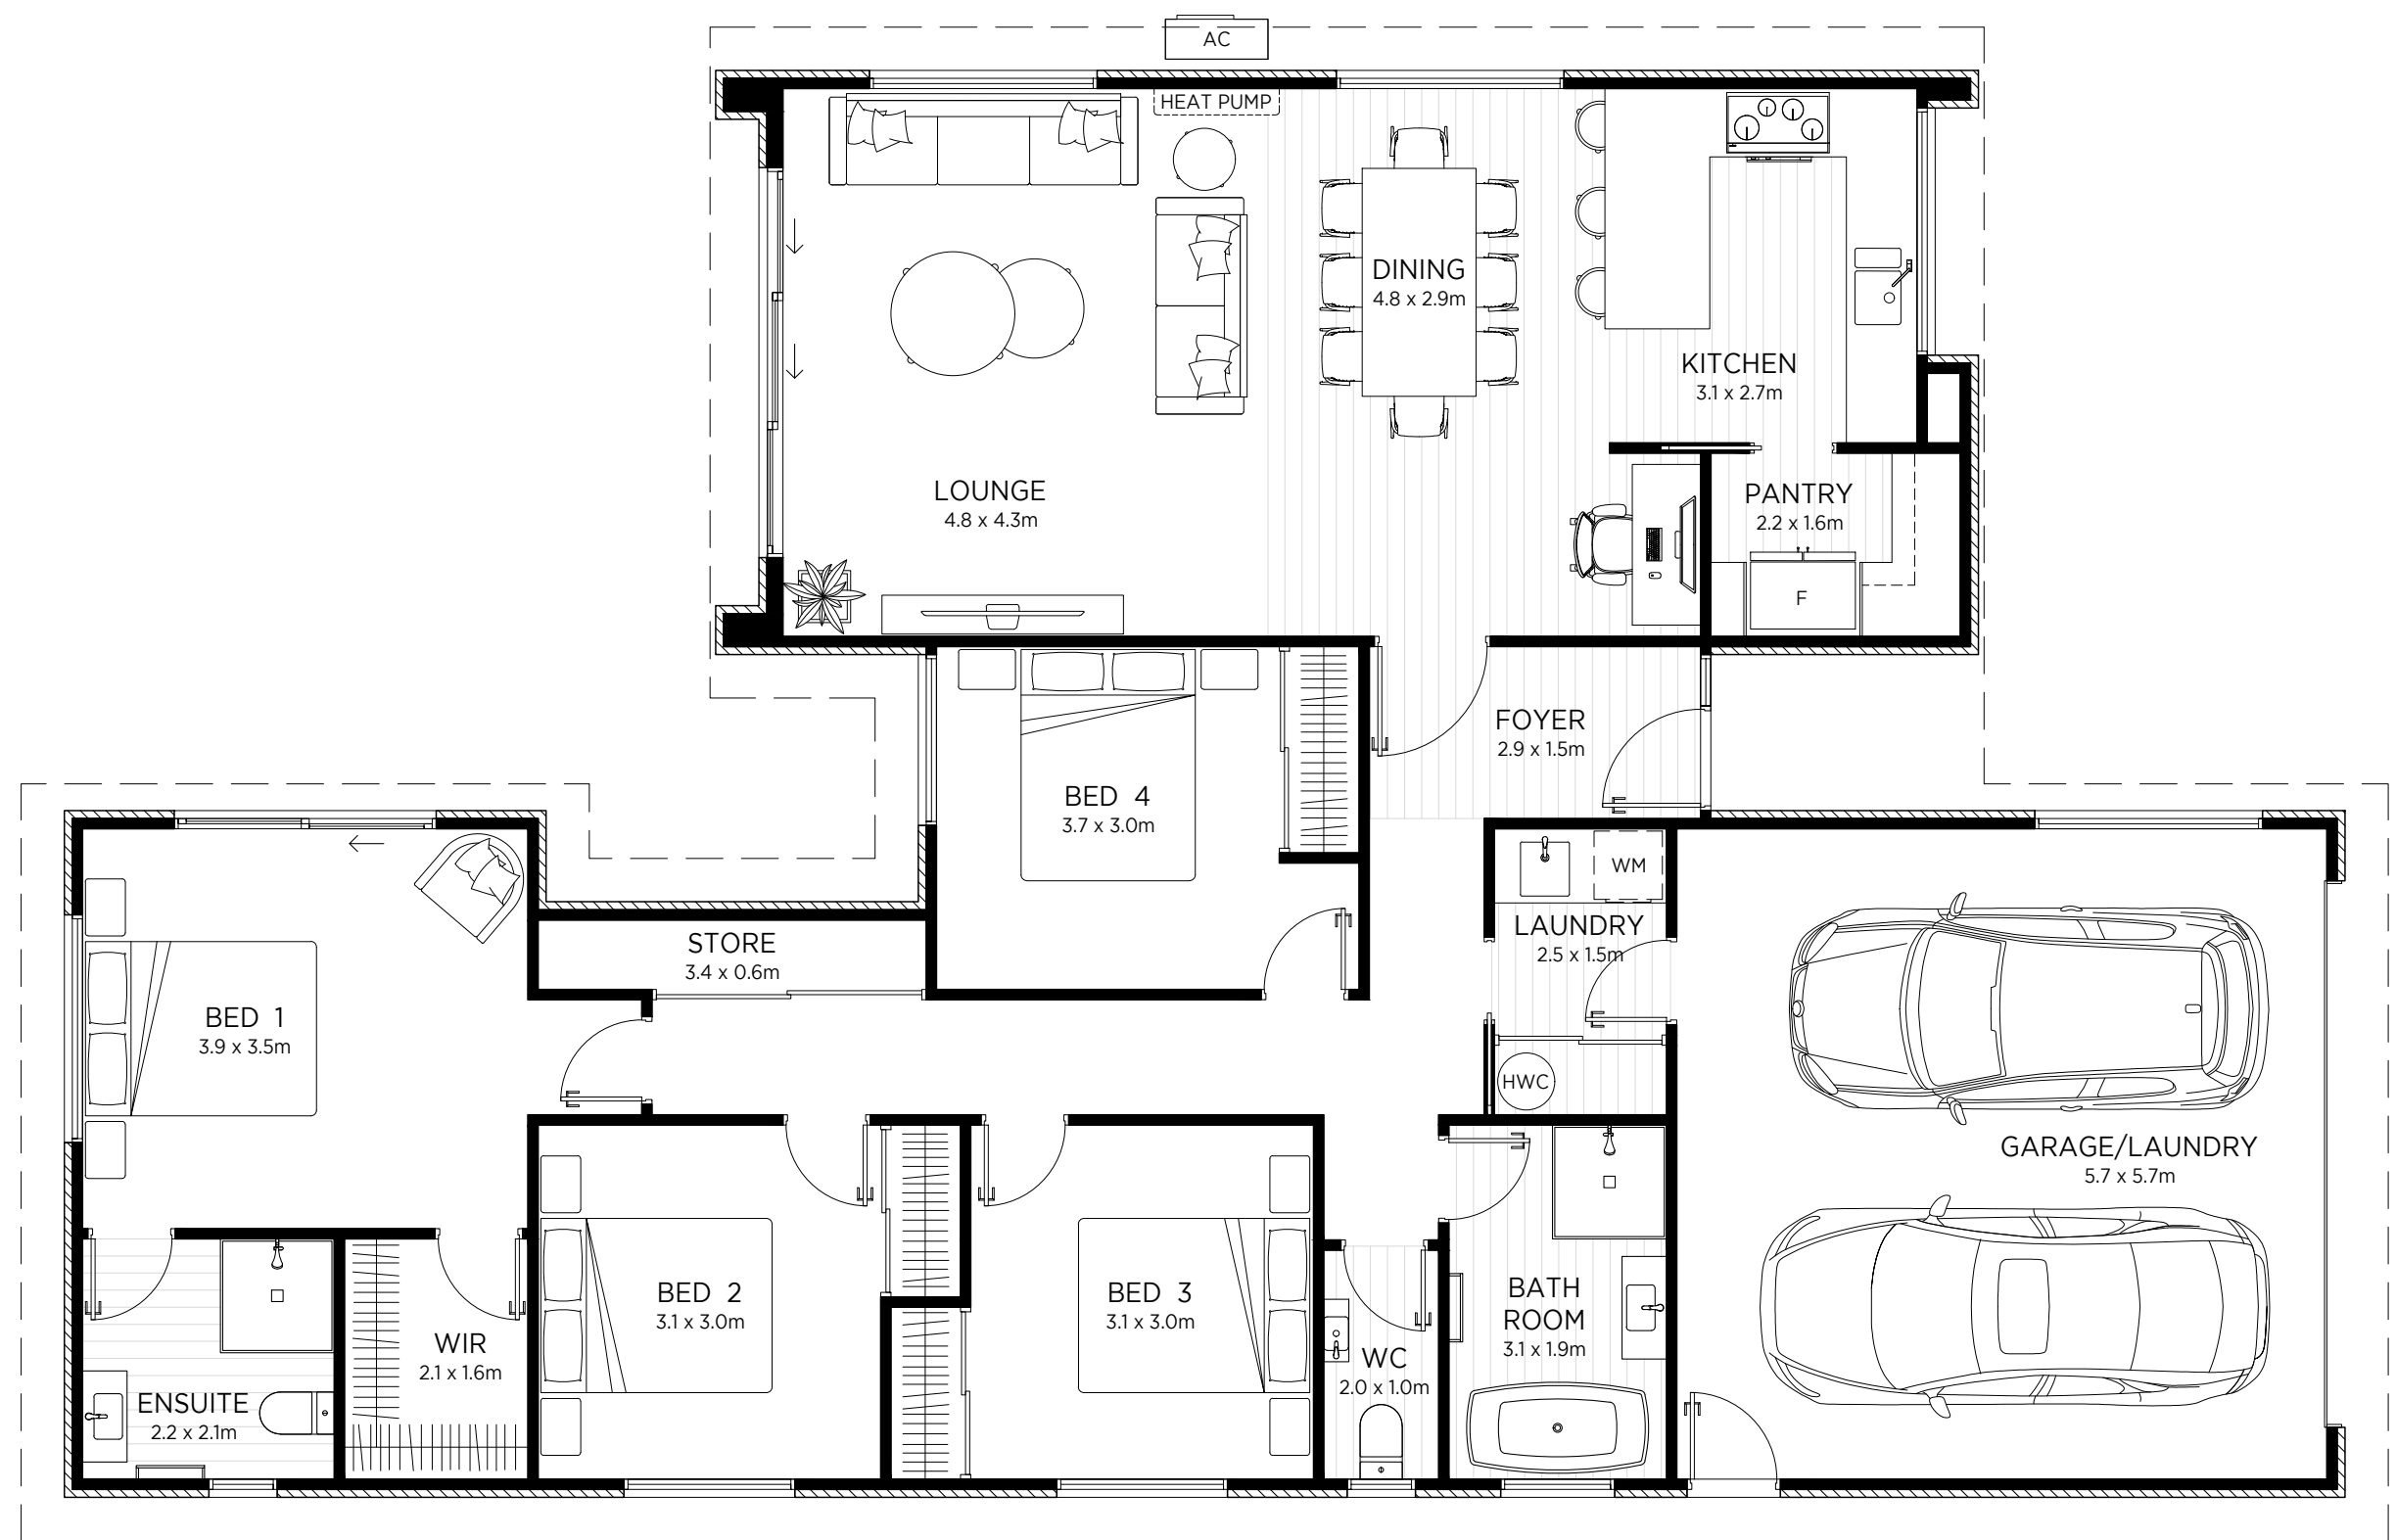 AC
HEAT PUMP
DINING
4.8 x 2.9m
KITCHEN
3.1 x 2.7m
LOUNGE
4.8 x 4.3m
PANTRY
2.2 x 1.6m
F
FOYER
2.9 x 1.5m
BED 4
3.7 x 3.0m
WM
LAUNDRY
2.5 x 1.5m
STORE
3.4 x 0.6m
BED 1
3.9 x 3.5m
HWC
GARAGE/LAUNDRY
5.7 x 5.7m
BED 2
3.1 x 3.0m
BED 3
3.1 x 3.0m
BATH
ROOM
3.1 x 1.9m
WIR
2.1 x 1.6m
WC
2.0 x 1.0m
ENSUITE
2.2 x 2.1m